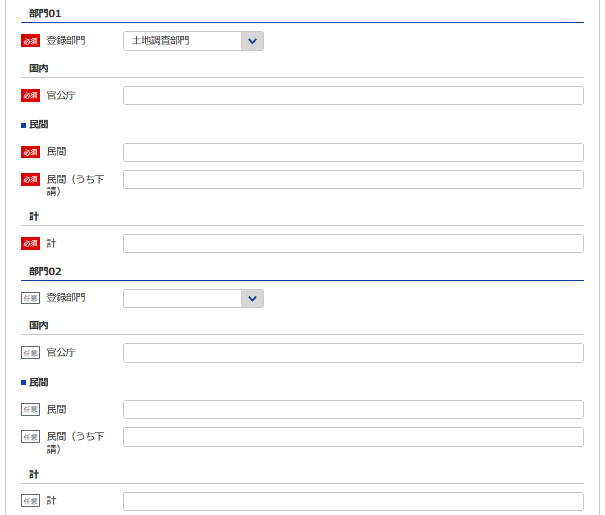 部門01
必須 登録部門 土地調査部門
国内
必須 官公庁
民間
必須 民間
必須 民間（うち下
請）
計
必須 計
部門02
任意 登録部門
国内
任意 官公庁
民間
任意 民間
任意 民間（うち下
請）
計
任意 計